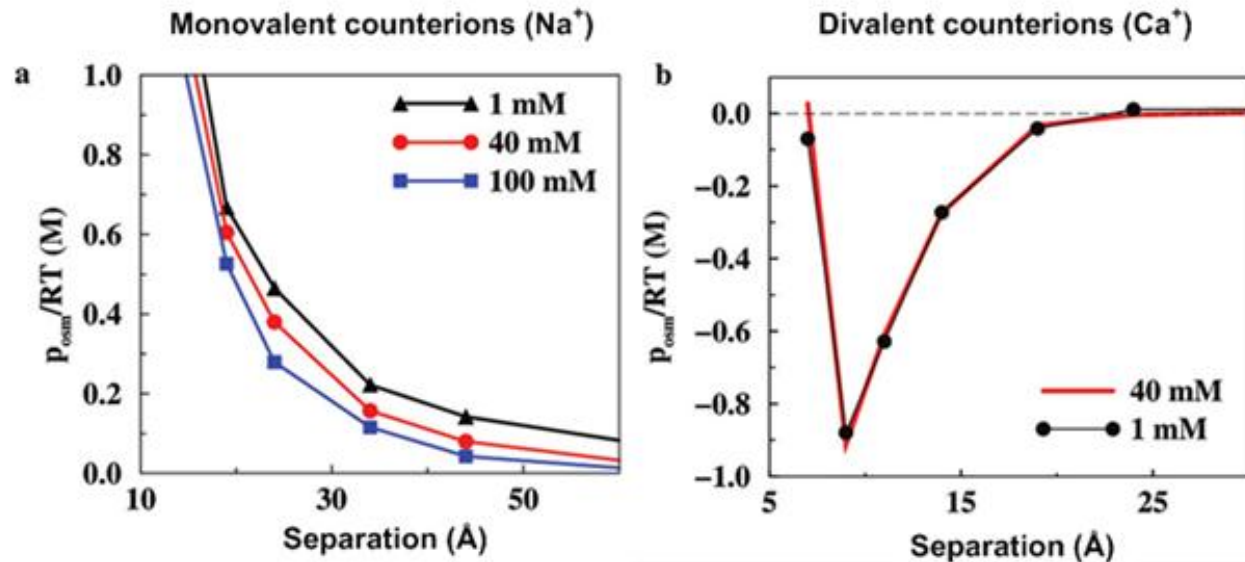 Monovalent counterions (Na⁺)
Divalent counterions (Ca⁺)
a
1.0
0.8
0.6
0.4
0.2
0.0
p_osm/RT (M)
1 mM
40 mM
100 mM
10
30
50
Separation (Å)
b
0.0
−0.2
−0.4
−0.6
−0.8
−1.0
p_osm/RT (M)
40 mM
1 mM
5
15
25
Separation (Å)